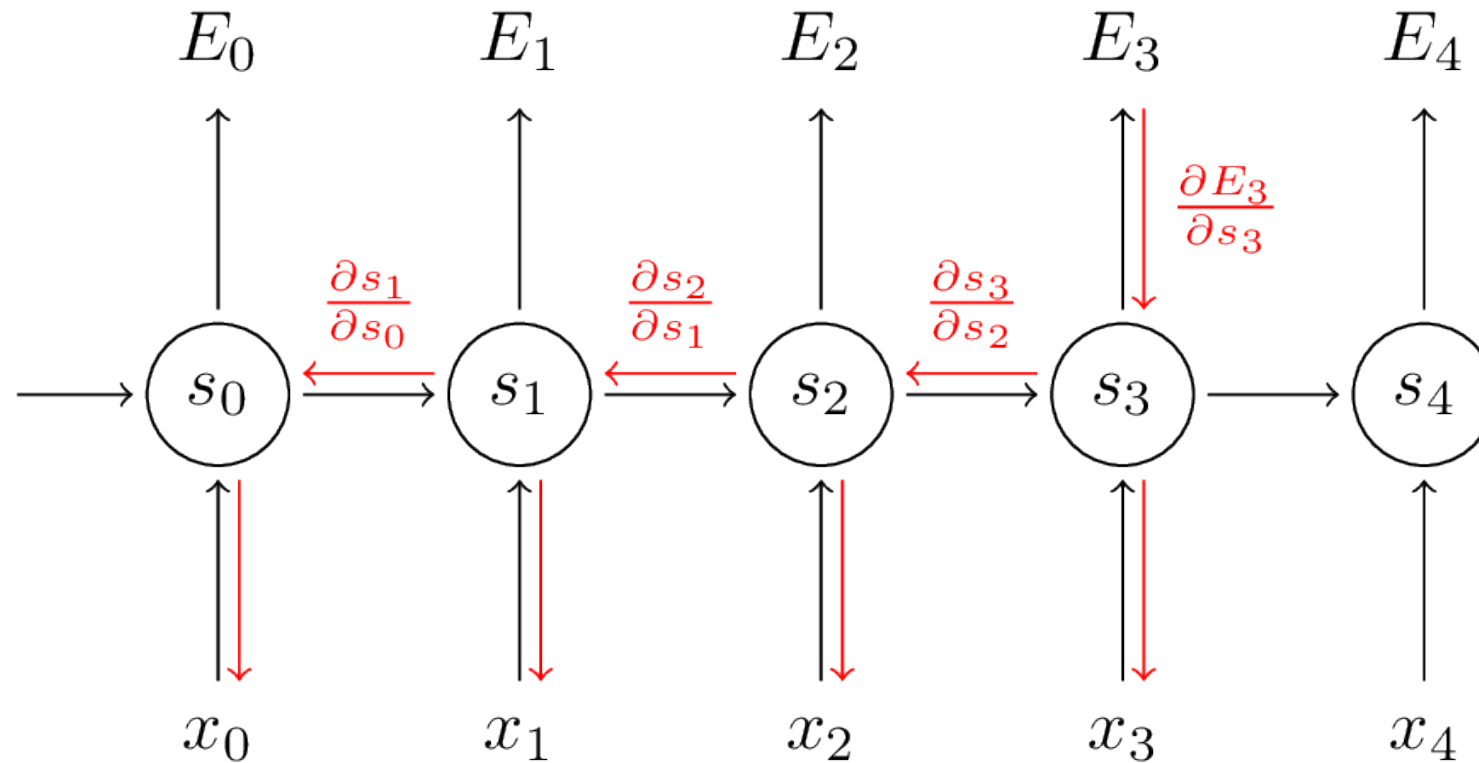 E₀ E₁ E₂ E₃ E₄
∂E₃/∂s₃
∂s₁/∂s₀ ∂s₂/∂s₁ ∂s₃/∂s₂
s₀ s₁ s₂ s₃ s₄
x₀ x₁ x₂ x₃ x₄